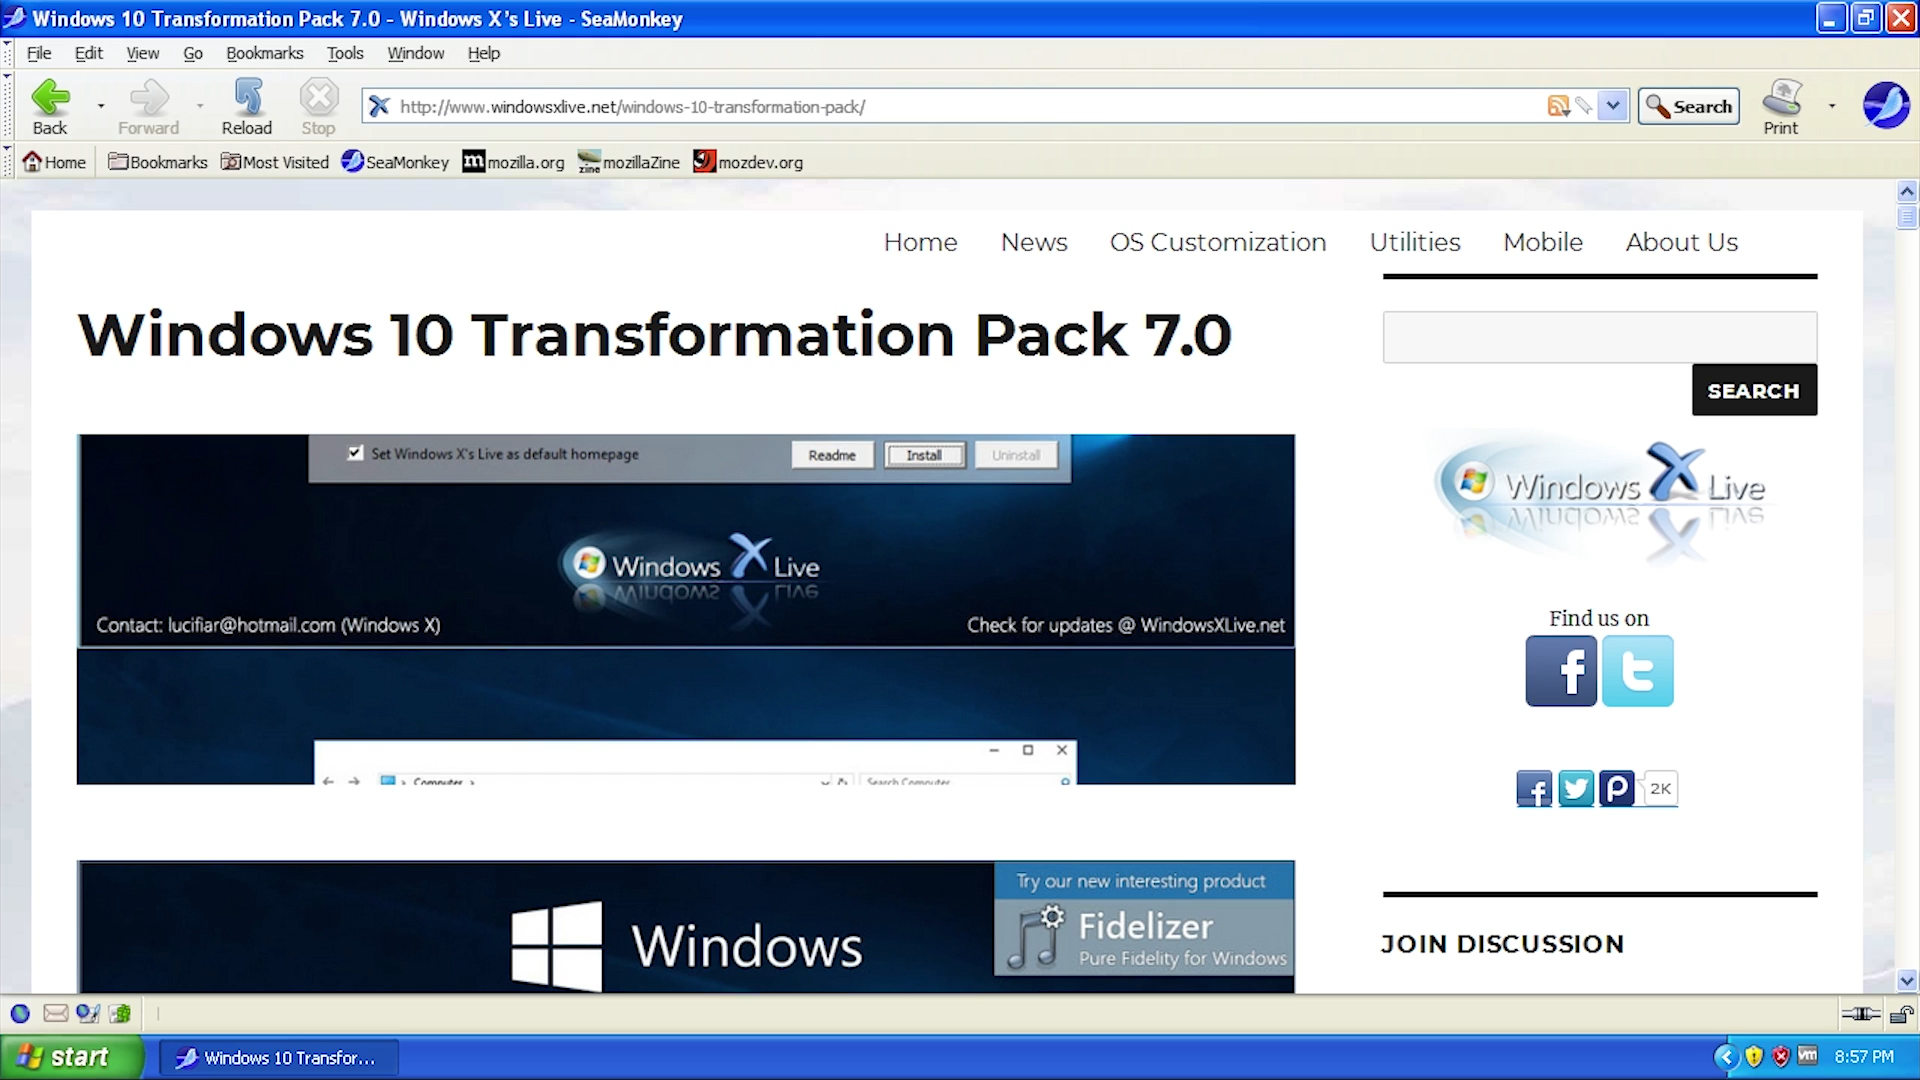 Windows 10 Transformation Pack 7.0 - Windows X's Live - SeaMonkey
File Edit View Go Bookmarks Tools Window Help
http://www.windowsxlive.net/windows-10-transformation-pack/
Search
Back Forward Reload Stop Print
Home Bookmarks Most Visited SeaMonkey mozilla.org mozillaZine mozdev.org
Home News OS Customization Utilities Mobile About Us
Windows 10 Transformation Pack 7.0
SEARCH
Set Windows X's Live as default homepage Readme Install Uninstall
Windows X Live
Contact: lucifiar@hotmail.com (Windows X) Check for updates @ WindowsXLive.net
Computer Search Computer
Windows X Live
Find us on
2K
Windows
Try our new interesting product
Fidelizer
Pure Fidelity for Windows
JOIN DISCUSSION
start Windows 10 Transfor... vm 8:57 PM